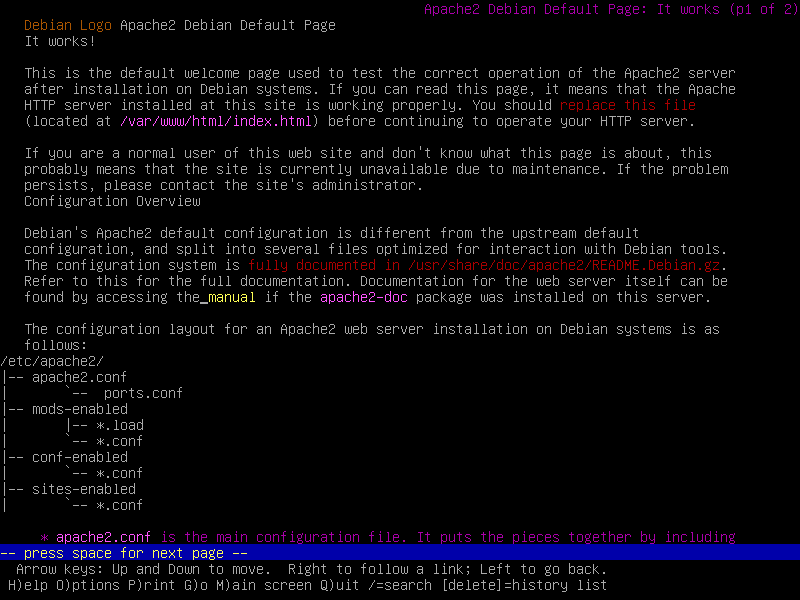 Apache2 Debian Default Page: It works (p1 of 2)
Debian Logo Apache2 Debian Default Page
It works!
This is the default welcome page used to test the correct operation of the Apache2 server
after installation on Debian systems. If you can read this page, it means that the Apache
HTTP server installed at this site is working properly. You should replace this file
(located at /var/www/html/index.html) before continuing to operate your HTTP server.
If you are a normal user of this web site and don't know what this page is about, this
probably means that the site is currently unavailable due to maintenance. If the problem
persists, please contact the site's administrator.
Configuration Overview
Debian's Apache2 default configuration is different from the upstream default
configuration, and split into several files optimized for interaction with Debian tools.
The configuration system is fully documented in /usr/share/doc/apache2/README.Debian.gz.
Refer to this for the full documentation. Documentation for the web server itself can be
found by accessing the_manual if the apache2-doc package was installed on this server.
The configuration layout for an Apache2 web server installation on Debian systems is as
follows:
/etc/apache2/
|-- apache2.conf
|       `--  ports.conf
|-- mods-enabled
|       |-- *.load
|       `-- *.conf
|-- conf-enabled
|       `-- *.conf
|-- sites-enabled
|       `-- *.conf
* apache2.conf is the main configuration file. It puts the pieces together by including
-- press space for next page --
Arrow keys: Up and Down to move.  Right to follow a link; Left to go back.
H)elp O)ptions P)rint G)o M)ain screen Q)uit /=search [delete]=history list